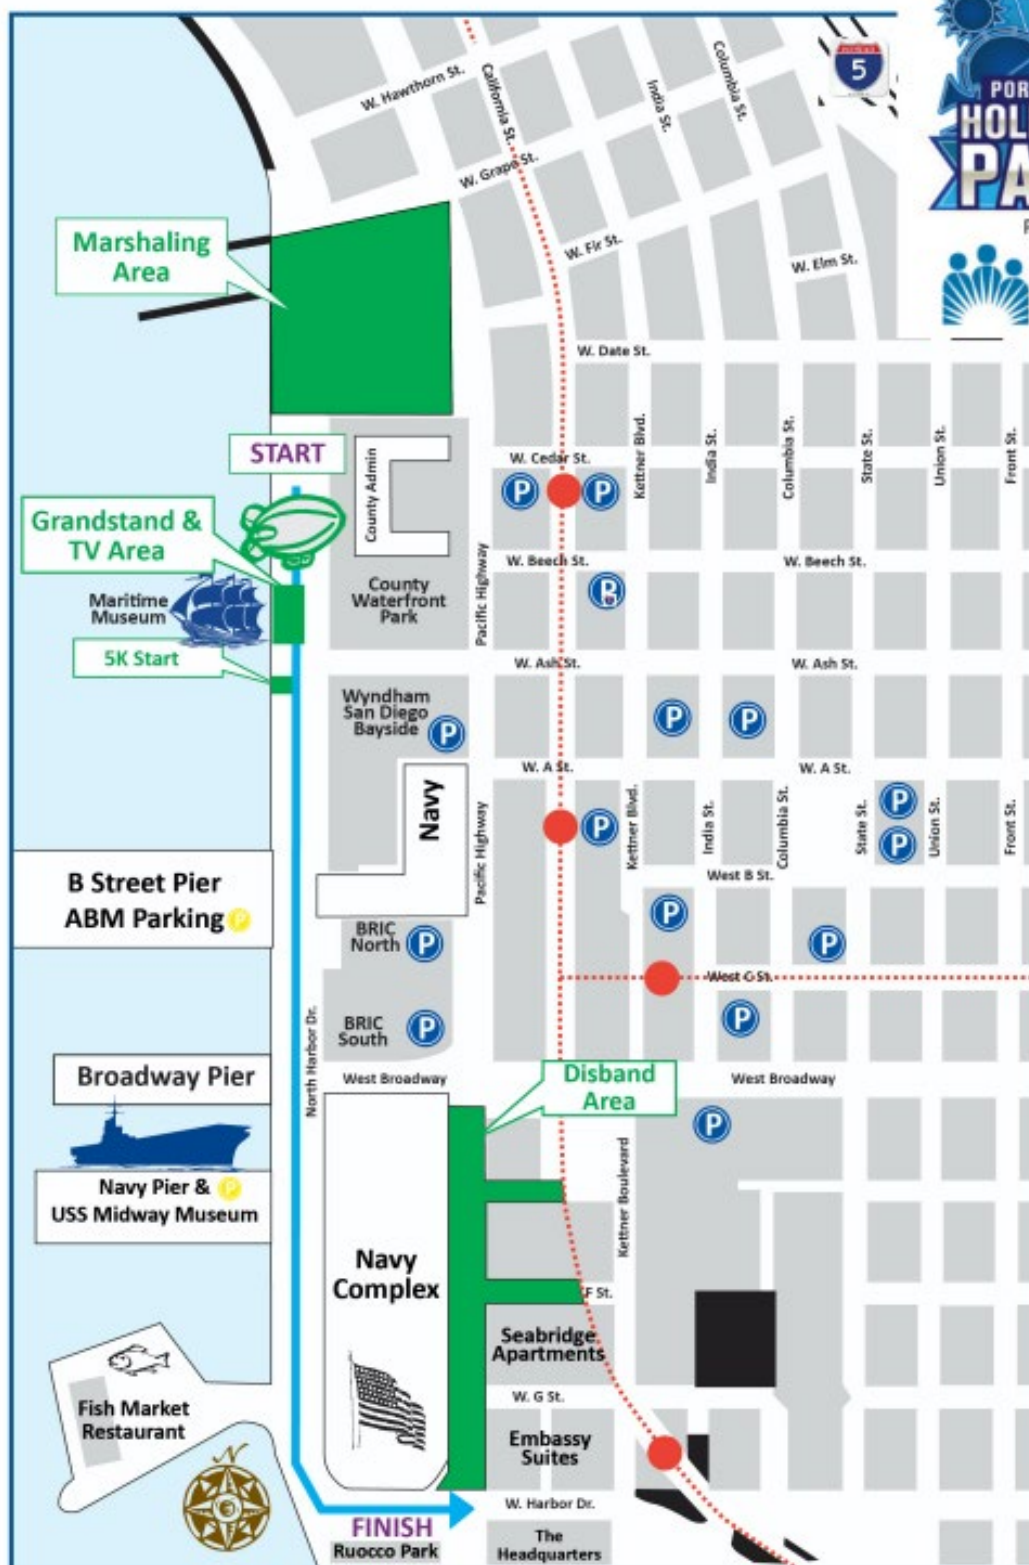 5
POR
HOL
PA
W. Hawthorn St.
California St.
India St.
Columbia St.
W. Grape St.
Marshaling
Area
W. Fir St.
W. Elm St.
W. Date St.
START
County Admin
W. Cedar St.
Kettner Blvd.
India St.
Columbia St.
State St.
Union St.
Front St.
P
P
Grandstand &
TV Area
W. Beech St.
W. Beech St.
Maritime
Museum
County
Waterfront
Park
Pacific Highway
P
5K Start
W. Ash St.
W. Ash St.
Wyndham
San Diego
Bayside
P
P
P
W. A St.
W. A St.
Navy
Pacific Highway
P
Kettner Blvd.
India St.
Columbia St.
State St.
P
P
Union St.
Front St.
B Street Pier
ABM Parking P
West B St.
BRIC
North
P
P
P
West C St.
BRIC
South
P
P
North Harbor Dr.
Broadway Pier
West Broadway
Disband
Area
West Broadway
P
Navy Pier & P
USS Midway Museum
Kettner Boulevard
Navy
Complex
F St.
Seabridge
Apartments
Fish Market
Restaurant
W. G St.
Embassy
Suites
N
W. Harbor Dr.
FINISH
Ruocco Park
The
Headquarters